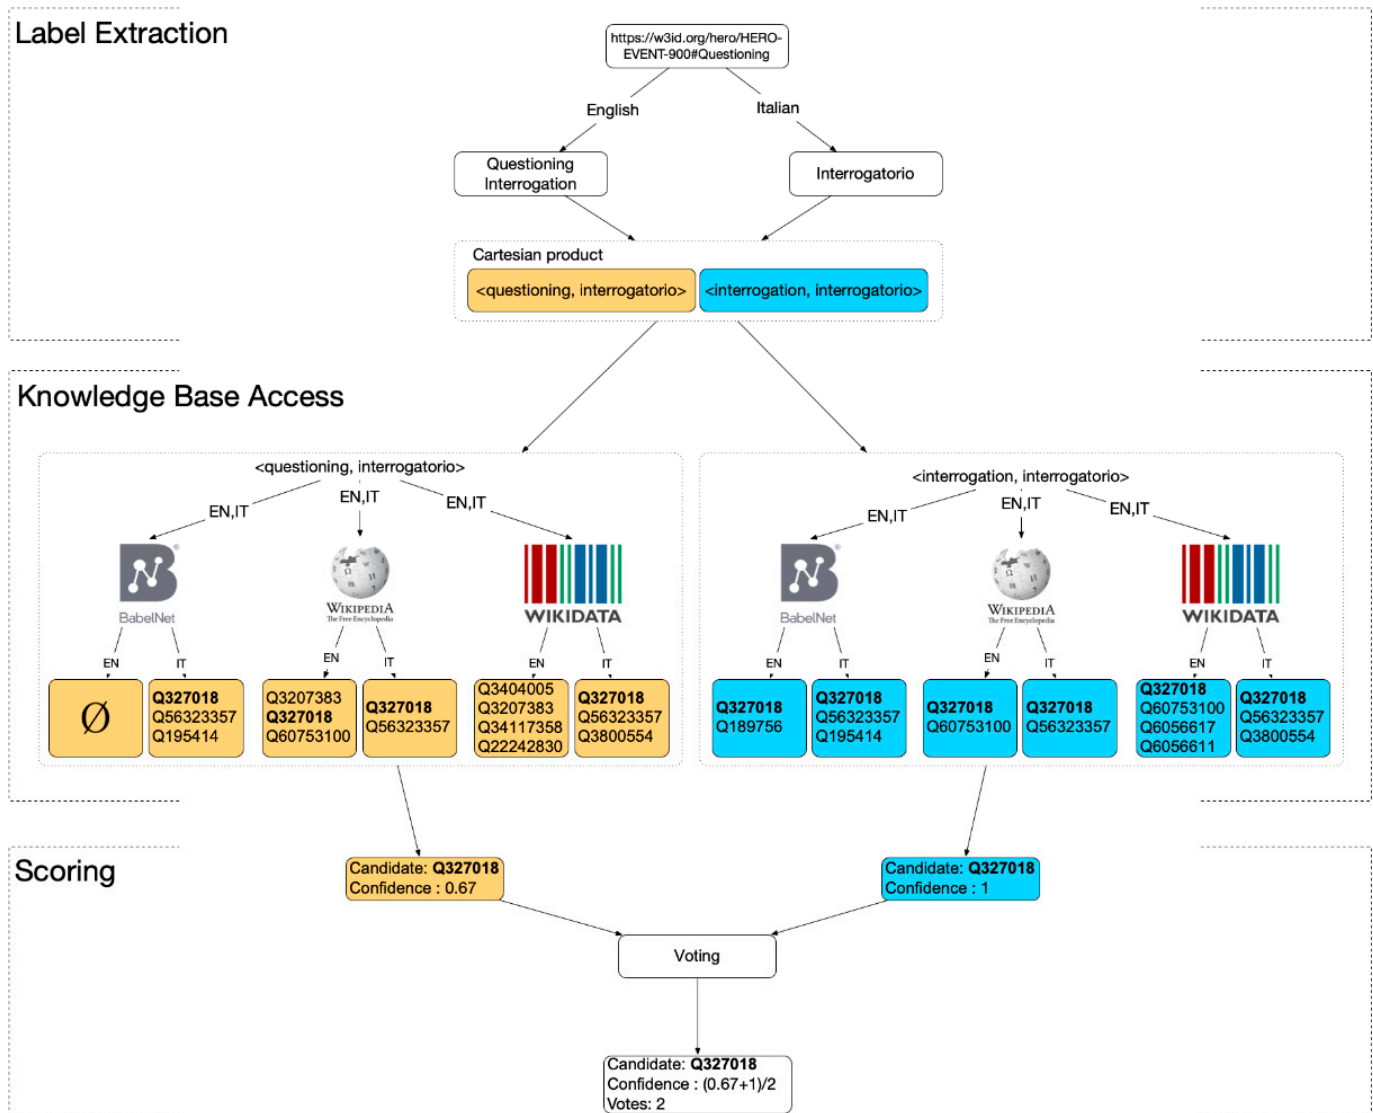 Label Extraction
https://w3id.org/hero/HERO-
EVENT-900#Questioning
English
Italian
Questioning
Interrogation
Interrogatorio
Cartesian product
<questioning, interrogatorio>
<interrogation, interrogatorio>
Knowledge Base Access
<questioning, interrogatorio>
EN,IT
EN,IT
EN,IT
BabelNet
WIKIPEDIA
The Free Encyclopedia
WIKIDATA
EN
IT
EN
IT
EN
IT
Ø
Q327018
Q56323357
Q195414
Q3207383
Q327018
Q60753100
Q327018
Q56323357
Q3404005
Q3207383
Q34117358
Q22242830
Q327018
Q56323357
Q3800554
<interrogation, interrogatorio>
EN,IT
EN,IT
EN,IT
BabelNet
WIKIPEDIA
The Free Encyclopedia
WIKIDATA
EN
IT
EN
IT
EN
IT
Q327018
Q189756
Q327018
Q56323357
Q195414
Q327018
Q60753100
Q327018
Q56323357
Q327018
Q60753100
Q6056617
Q6056611
Q327018
Q56323357
Q3800554
Scoring
Candidate: Q327018
Confidence : 0.67
Candidate: Q327018
Confidence : 1
Voting
Candidate: Q327018
Confidence : (0.67+1)/2
Votes: 2